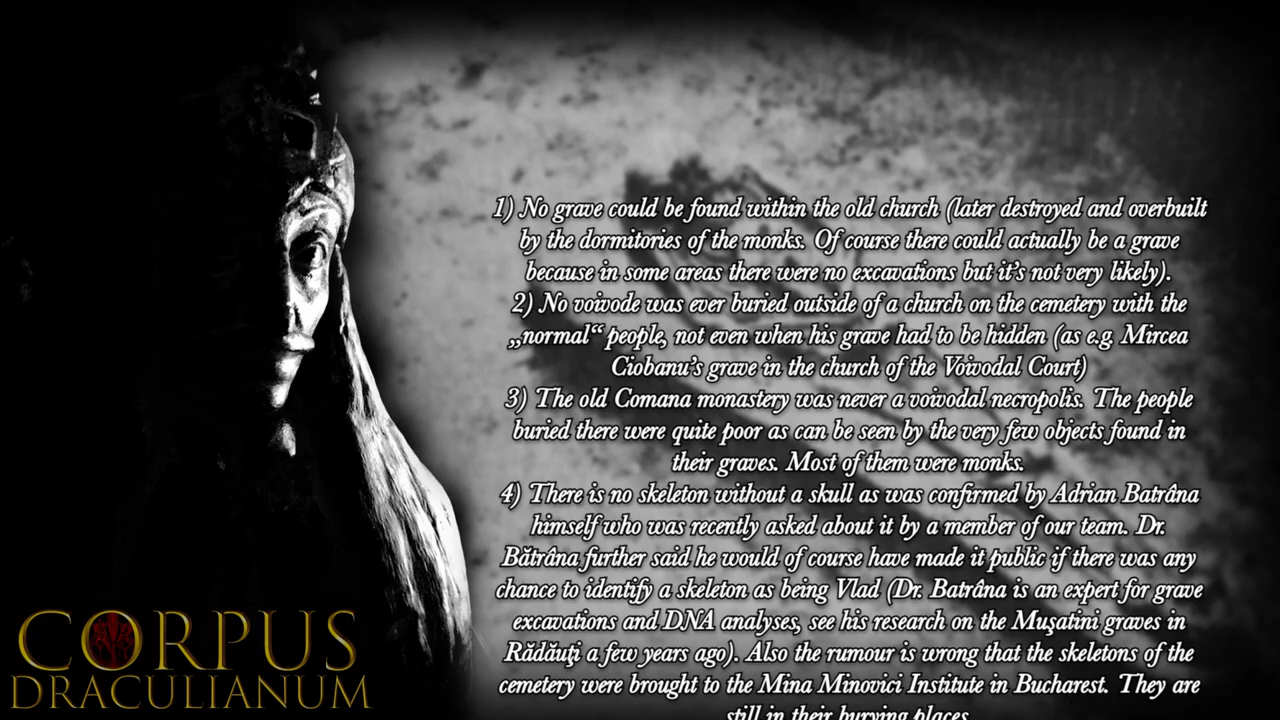 1) No grave could be found within the old church (later destroyed and overbuilt
by the dormitories of the monks. Of course there could actually be a grave
because in some areas there were no excavations but it’s not very likely).
2) No voivode was ever buried outside of a church on the cemetery with the
„normal“ people, not even when his grave had to be hidden (as e.g. Mircea
Ciobanu’s grave in the church of the Voivodal Court)
3) The old Comana monastery was never a voivodal necropolis. The people
buried there were quite poor as can be seen by the very few objects found in
their graves. Most of them were monks.
4) There is no skeleton without a skull as was confirmed by Adrian Batrâna
himself who was recently asked about it by a member of our team. Dr.
Bătrâna further said he would of course have made it public if there was any
chance to identify a skeleton as being Vlad (Dr. Batrâna is an expert for grave
excavations and DNA analyses, see his research on the Muşatini graves in
Rădăuţi a few years ago). Also the rumour is wrong that the skeletons of the
cemetery were brought to the Mina Minovici Institute in Bucharest. They are
still in their burying places.
CORPUS
DRACULIANUM